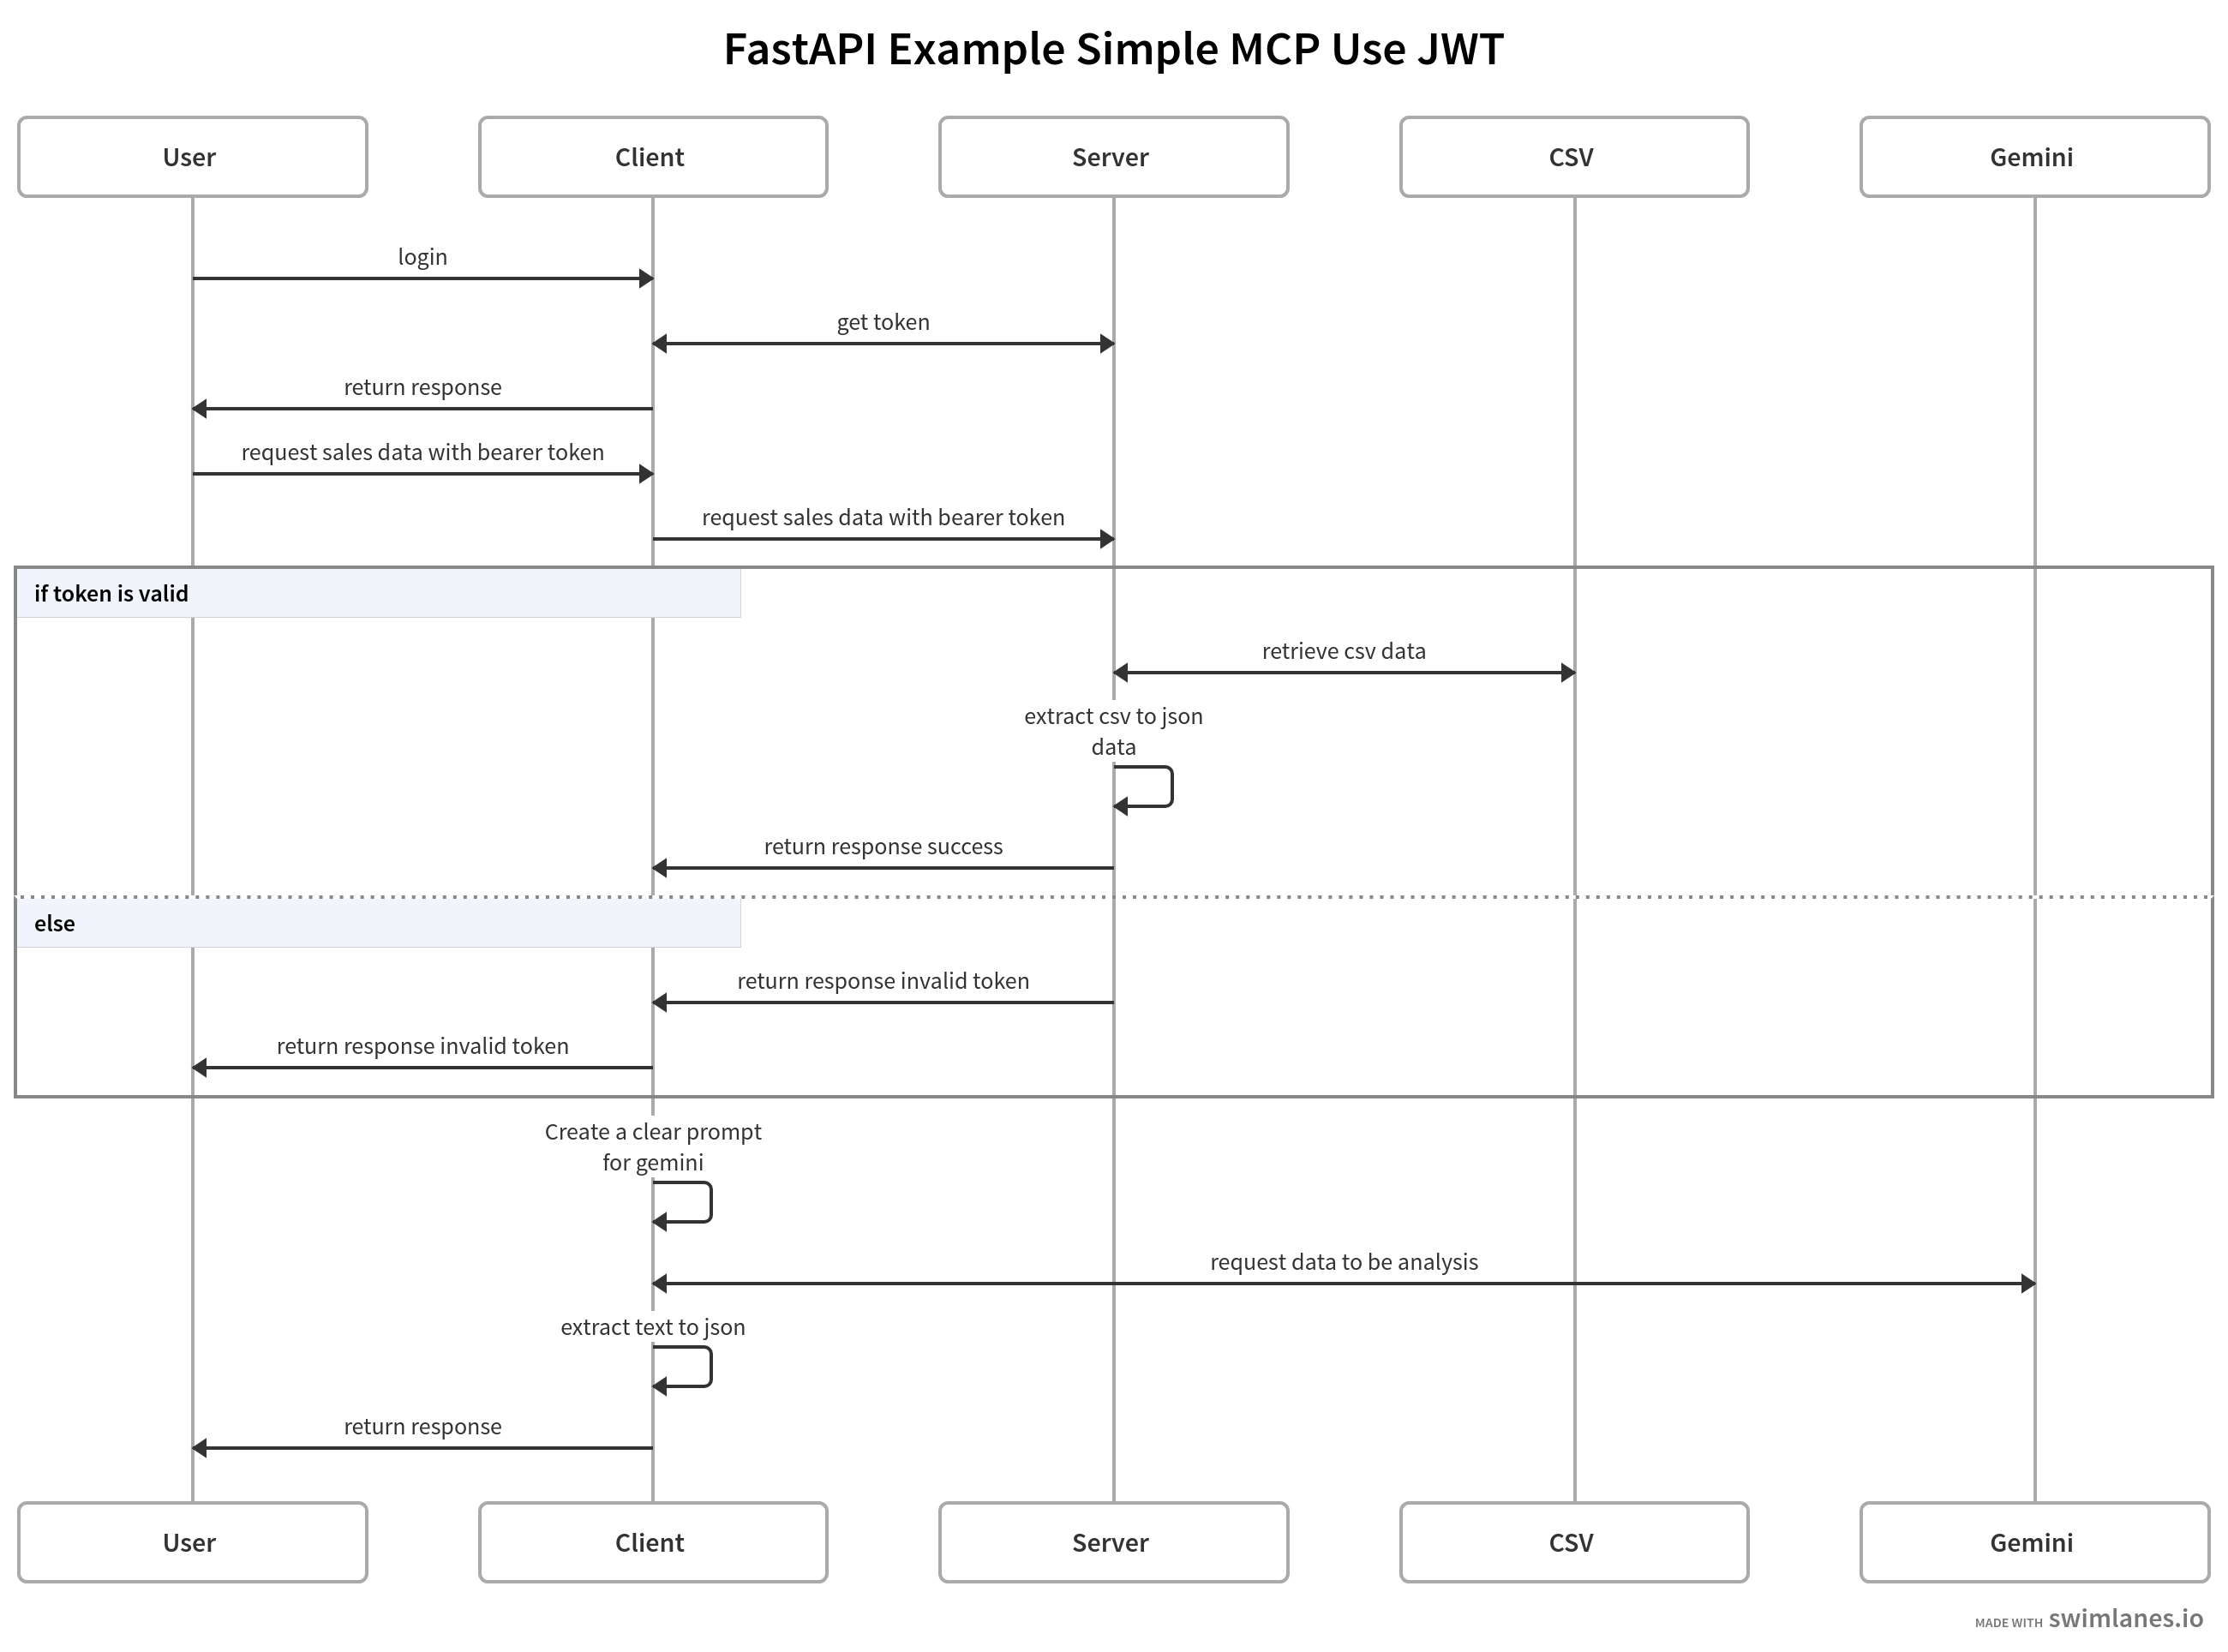 FastAPI Example Simple MCP Use JWT
User
Client
Server
CSV
Gemini
login
get token
return response
request sales data with bearer token
request sales data with bearer token
if token is valid
retrieve csv data
extract csv to json
data
return response success
else
return response invalid token
return response invalid token
Create a clear prompt
for gemini
request data to be analysis
extract text to json
return response
User
Client
Server
CSV
Gemini
MADE WITH swimlanes.io